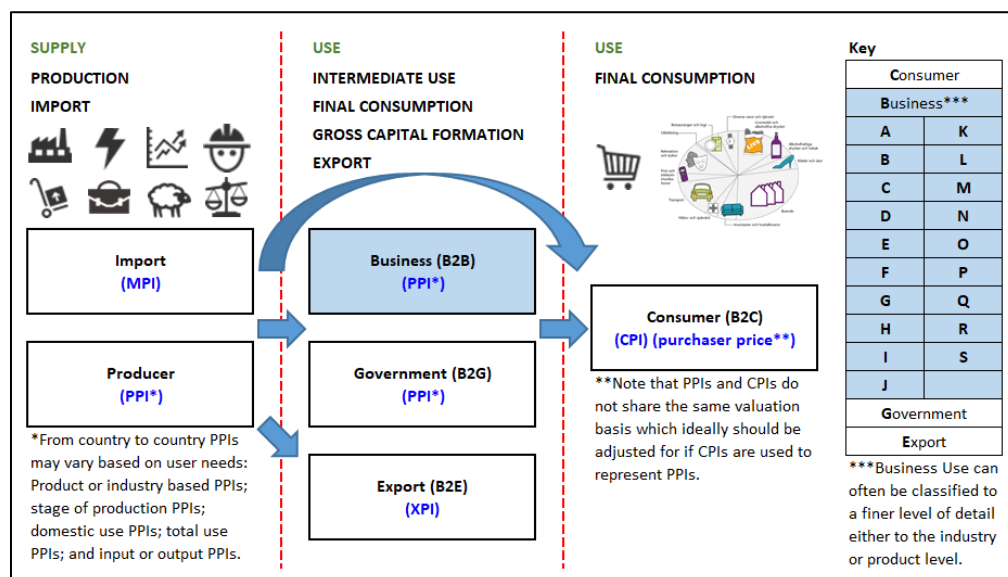 SUPPLY
PRODUCTION
IMPORT
Import
(MPI)
Producer
(PPI*)
*From country to country PPIs
may vary based on user needs:
Product or industry based PPIs;
stage of production PPIs;
domestic use PPIs; total use
PPIs; and input or output PPIs.
USE
INTERMEDIATE USE
FINAL CONSUMPTION
GROSS CAPITAL FORMATION
EXPORT
Business (B2B)
(PPI*)
Government (B2G)
(PPI*)
Export (B2E)
(XPI)
USE
FINAL CONSUMPTION
Transport
Consumer (B2C)
(CPI) (purchaser price**)
**Note that PPIs and CPIs do
not share the same valuation
basis which ideally should be
adjusted for if CPIs are used to
represent PPIs.
Key
Consumer
Business***
A K
B L
C M
D N
E O
F P
G Q
H R
I S
J
Government
Export
***Business Use can
often be classified to
a finer level of detail
either to the industry
or product level.